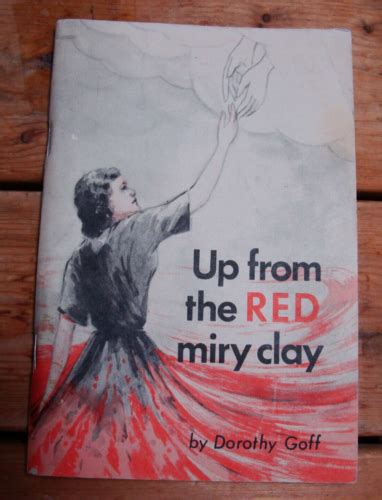 Up from
the RED
miry clay
by Dorothy Goff